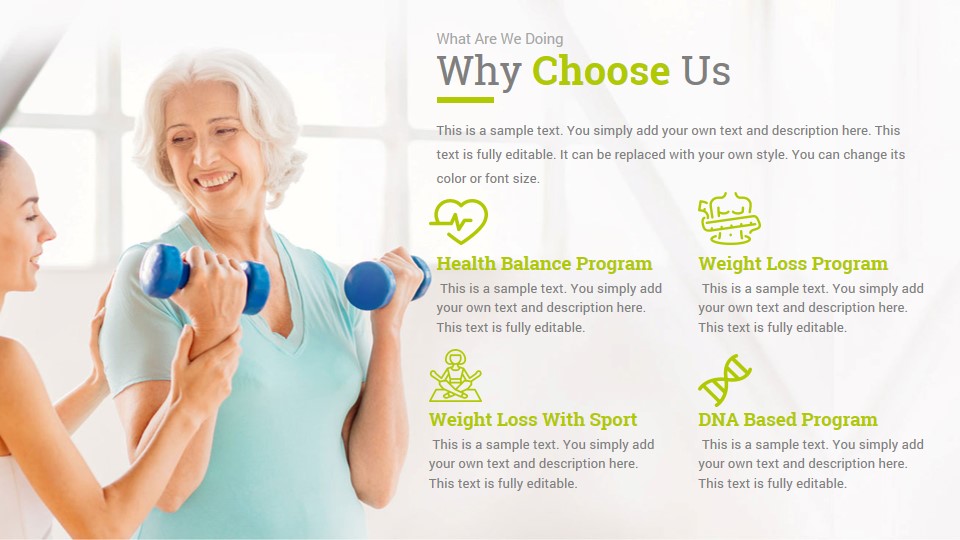 What Are We Doing
Why Choose Us
This is a sample text. You simply add your own text and description here. This
text is fully editable. It can be replaced with your own style. You can change its
color or font size.
Health Balance Program
This is a sample text. You simply add
your own text and description here.
This text is fully editable.
Weight Loss Program
This is a sample text. You simply add
your own text and description here.
This text is fully editable.
Weight Loss With Sport
This is a sample text. You simply add
your own text and description here.
This text is fully editable.
DNA Based Program
This is a sample text. You simply add
your own text and description here.
This text is fully editable.